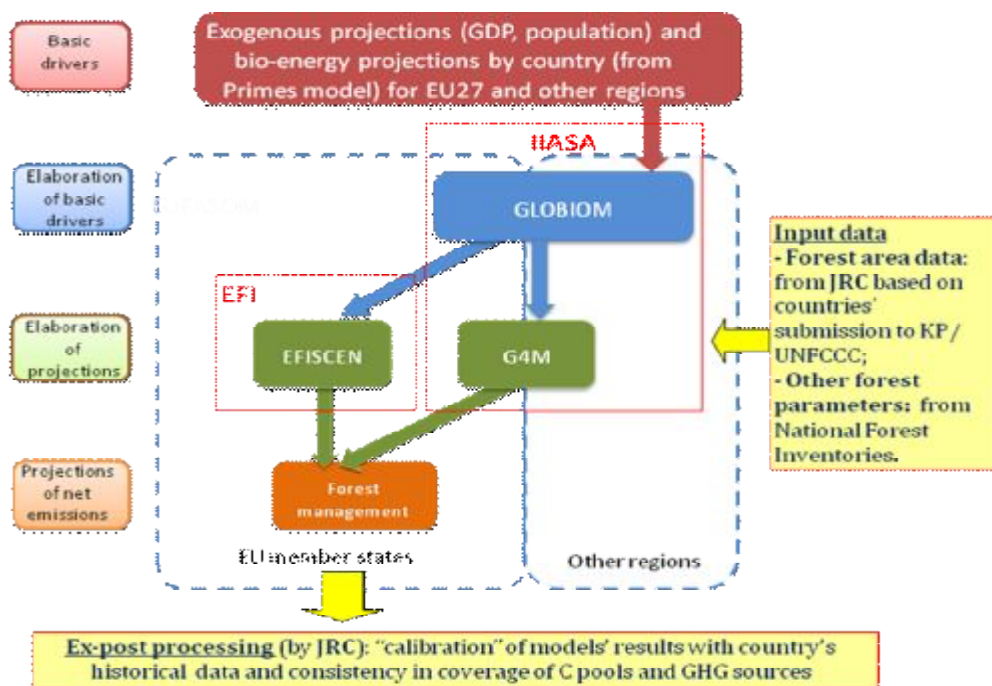 Basic
drivers
Exogenous projections (GDP, population) and
bio-energy projections by country (from
Primes model) for EU27 and other regions
IIASA
Elaboration
of basic
drivers
GLOBIOM
Input data
- Forest area data:
from JRC based on
countries'
submission to KP/
UNFCCC;
- Other forest
parameters: from
National Forest
Inventories.
EFI
Elaboration
of
projections
EFISCEN
G4M
Projections
of net
emissions
Forest
management
EU member states
Other regions
Ex-post processing (by JRC): "calibration" of models' results with country's
historical data and consistency in coverage of C pools and GHG sources